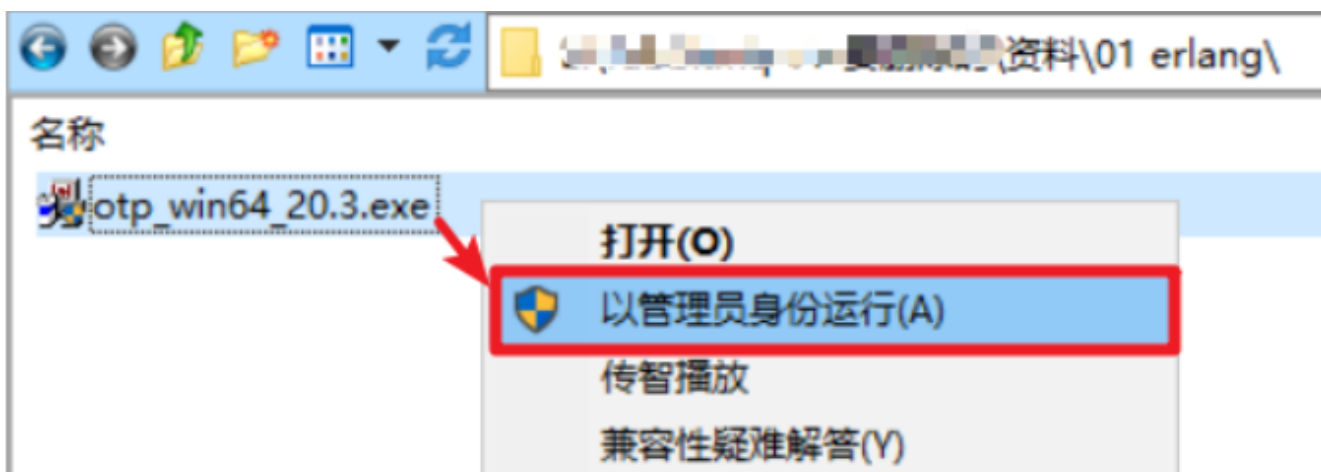 资料\01 erlang\
名称
otp_win64_20.3.exe
打开(O)
以管理员身份运行(A)
传智播放
兼容性疑难解答(Y)